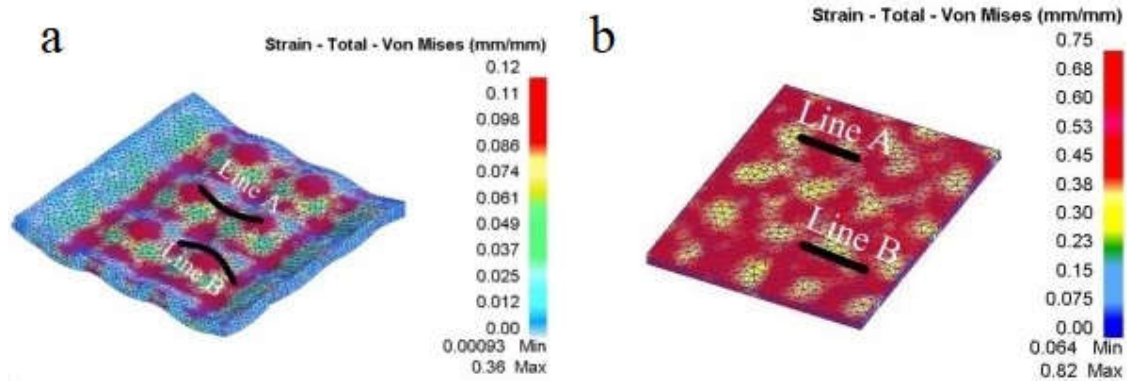 a
Strain - Total - Von Mises (mm/mm)
0.12
0.11
0.098
0.086
0.074
0.061
0.049
0.037
0.025
0.012
0.00
0.00093 Min
0.36 Max
Line A
Line B
b
Strain - Total - Von Mises (mm/mm)
0.75
0.68
0.60
0.53
0.45
0.38
0.30
0.23
0.15
0.075
0.00
0.064 Min
0.82 Max
Line A
Line B